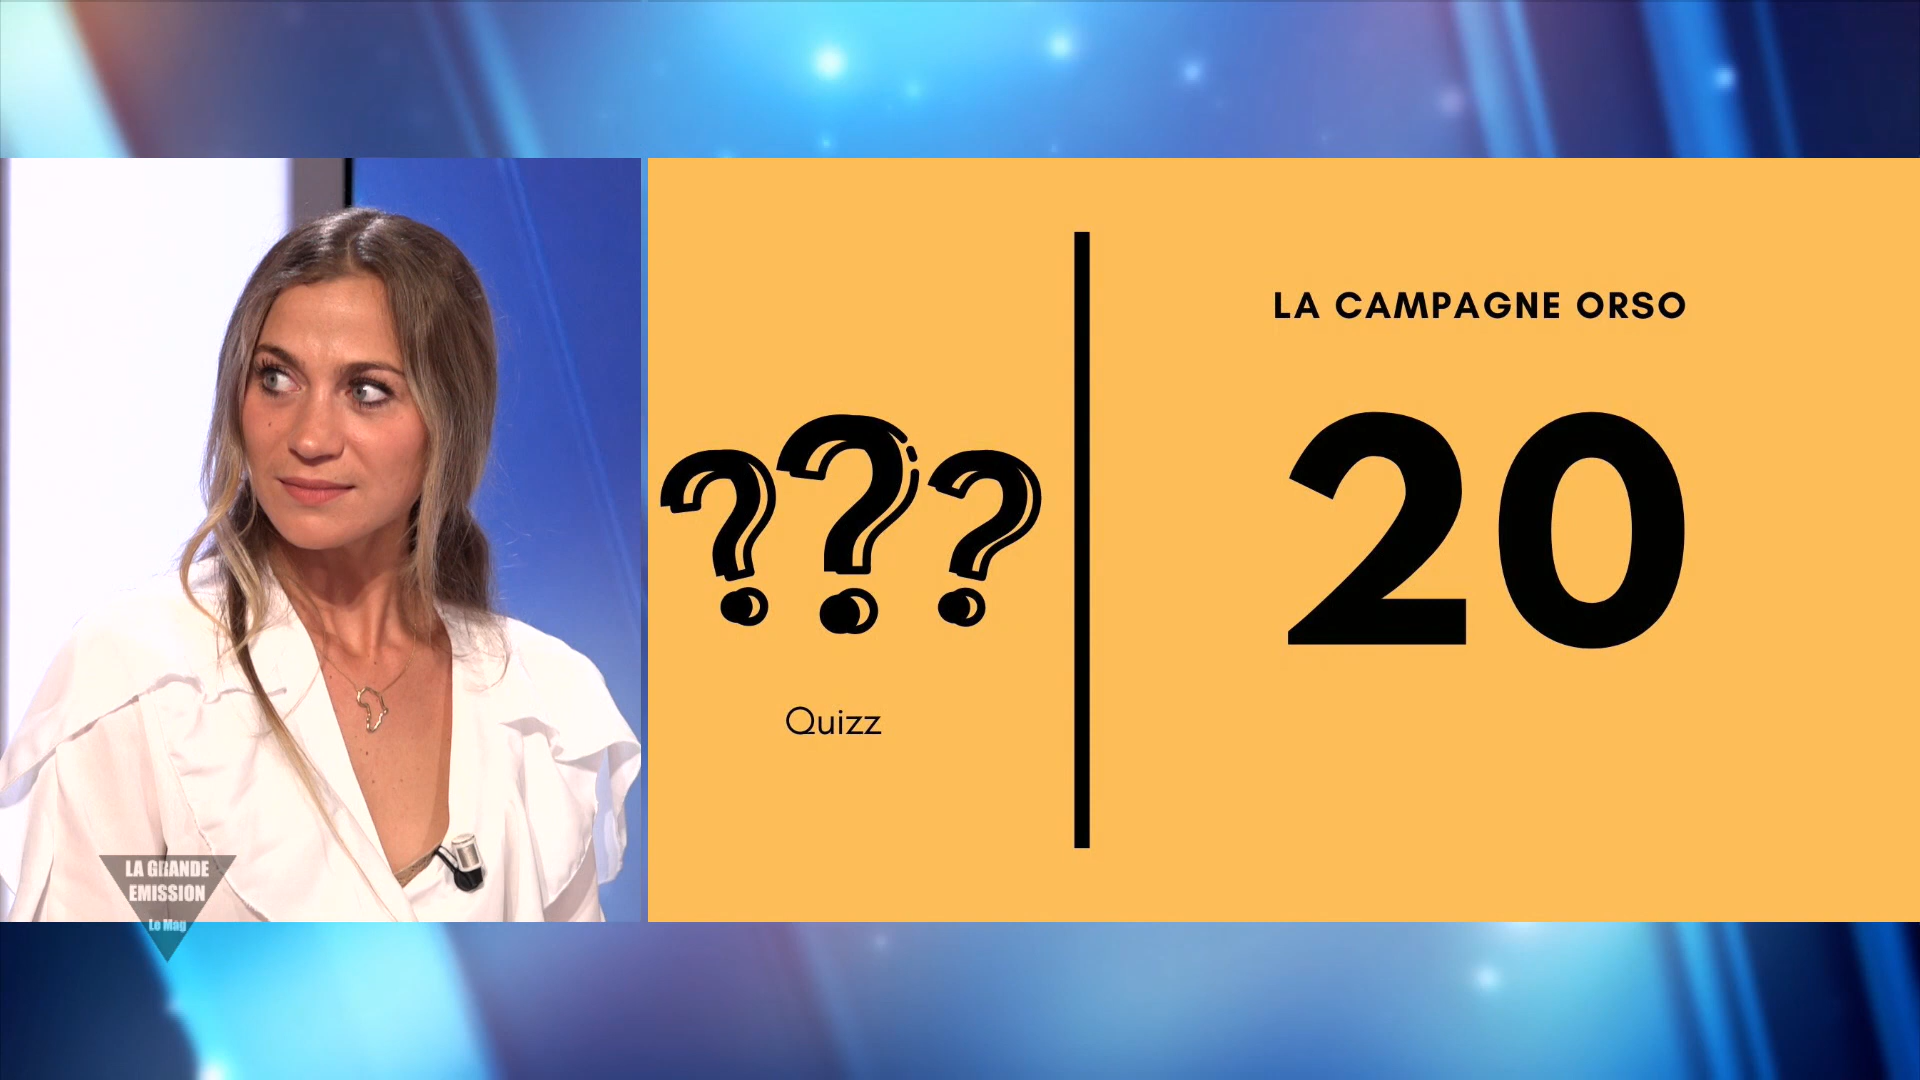 LA GRANDE
EMISSION
Le Mag
???
Quizz
LA CAMPAGNE ORSO
20